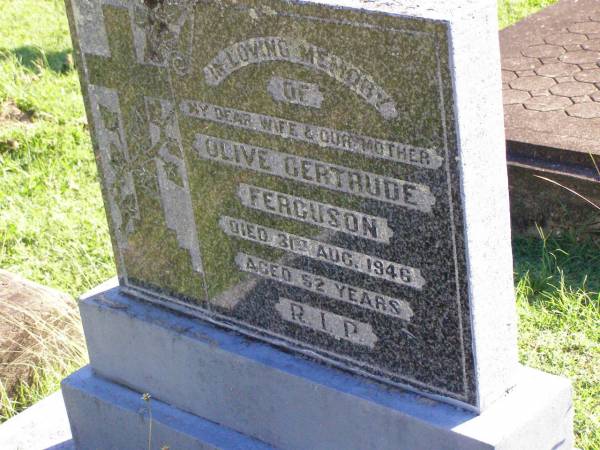 IN LOVING MEMORY
OF
MY DEAR WIFE & OUR MOTHER
OLIVE GERTRUDE
FERGUSON
DIED 31ST AUG. 1946
AGED 52 YEARS
R.I.P.